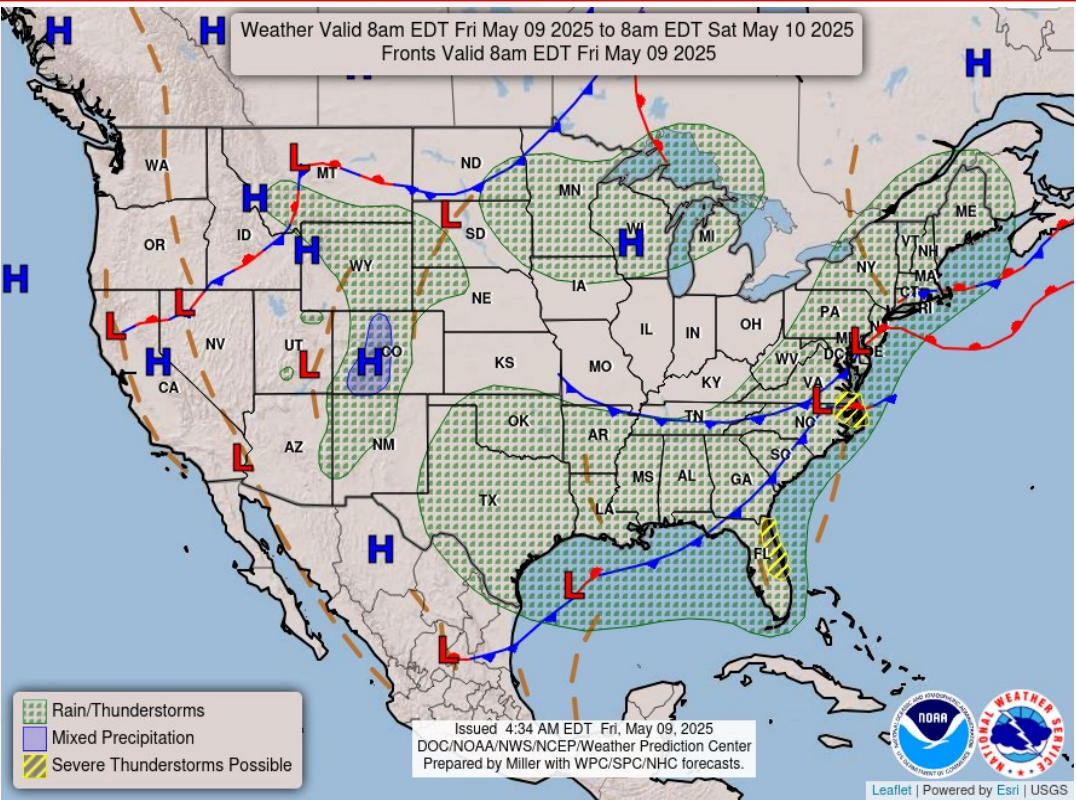 Weather Valid 8am EDT Fri May 09 2025 to 8am EDT Sat May 10 2025
Fronts Valid 8am EDT Fri May 09 2025
H
H
H
H
WA
L
MT
ND
MN
ME
H
ID
L
SD
WI
H
MI
VT
NH
OR
H
NY
MA
H
WY
CT
RI
NE
IA
L
PA
L
NV
IL
IN
OH
L
H
CA
UT
L
H
CO
KS
MO
WV
DC
DE
KY
VA
L
NC
TN
AZ
NM
OK
AR
SC
L
MS
AL
GA
TX
LA
FL
H
L
L
Rain/Thunderstorms
Mixed Precipitation
Severe Thunderstorms Possible
Issued 4:34 AM EDT Fri, May 09, 2025
DOC/NOAA/NWS/NCEP/Weather Prediction Center
Prepared by Miller with WPC/SPC/NHC forecasts.
NOAA
NATIONAL WEATHER SERVICE
Leaflet | Powered by Esri | USGS